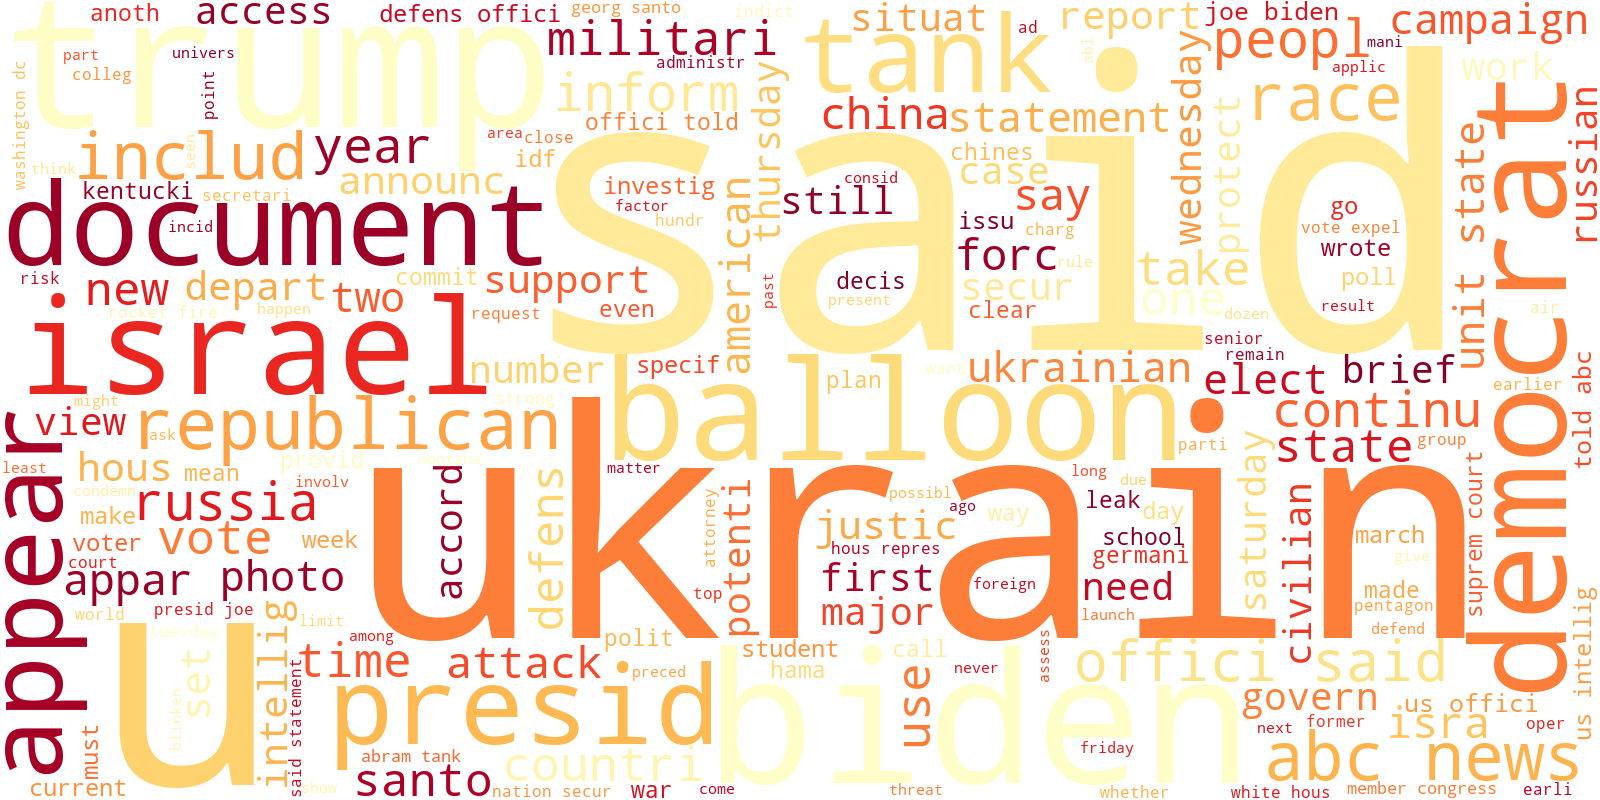 trump
said
ukrain
biden
u
democrat
document
israel
balloon
tank
appear
presid
republican
abc news
peopl
race
includ
militari
access
anoth
defens offici
georg santo
indict
situat
report
joe biden
campaign
part
univers
colleg
point
administr
ad
abl
mani
applic
work
washington dc
inform
thursday
wednesday
protect
china
statement
unit state
russian
year
area
close
offici told
idf
think
seen
announc
kentucki
secretari
incid
investig
factor
hundr
american
still
consid
chines
case
say
issu
charg
forc
rule
go
vote expel
wrote
poll
take
secur
one
decis
present
past
clear
dozen
result
air
risk
new
depart
two
commit
support
request
even
rocket fire
happen
number
specif
strong
plan
want
ukrainian
senior
remain
elect
brief
earlier
told abc
view
might
ask
continu
state
group
parti
hous
mean
provid
montana
least
condemn
involv
matter
accord
defens
russia
make
voter
vote
week
court
appar
photo
world
presid joe
attorney
potenti
top
possibl
ago
justic
hous repres
first
foreign
major
way
long
due
leak
day
school
germani
need
launch
saturday
civilian
march
give
made
pentagon
defend
suprem court
us intellig
tuesday
set
blinken
intellig
limit
among
time
attack
polit
preced
student
hama
call
never
use
assess
offici said
govern
us offici
next
former
isra
oper
must
current
said statement
show
abram tank
santo
countri
nation secur
war
come
friday
threat
whether
white hous
member congress
earli